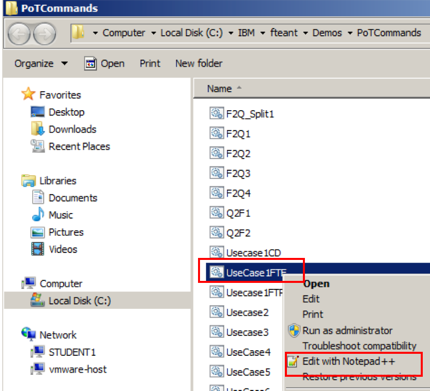 PoTCommands
Computer Local Disk (C:) IBM fteant Demos PoTCommands
Organize Open Print New folder
Favorites
Desktop
Downloads
Recent Places
Libraries
Documents
Music
Pictures
Videos
Computer
Local Disk (C:)
Network
STUDENT1
vmware-host
Name
F2Q_Split1
F2Q1
F2Q2
F2Q3
F2Q4
Q2F1
Q2F2
Usecase1CD
UseCase1FTE
Usecase1FTF
Usecase2
Usecase3
UseCase4
UseCase5
Open
Edit
Print
Run as administrator
Troubleshoot compatibility
Edit with Notepad++
Restore previous versions